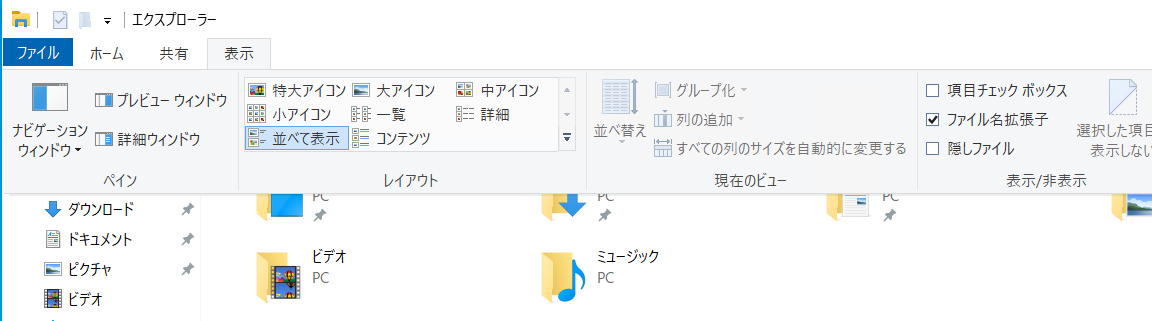 エクスプローラー
ファイル
ホーム
共有
表示
ナビゲーション
ウィンドウ
プレビュー ウィンドウ
詳細ウィンドウ
ペイン
特大アイコン
大アイコン
中アイコン
小アイコン
一覧
詳細
並べて表示
コンテンツ
レイアウト
並べ替え
グループ化
列の追加
すべての列のサイズを自動的に変更する
現在のビュー
項目チェック ボックス
ファイル名拡張子
隠しファイル
選択した項目
表示しない
表示/非表示
ダウンロード
ドキュメント
ピクチャ
ビデオ
PC
PC
PC
ビデオ
PC
ミュージック
PC